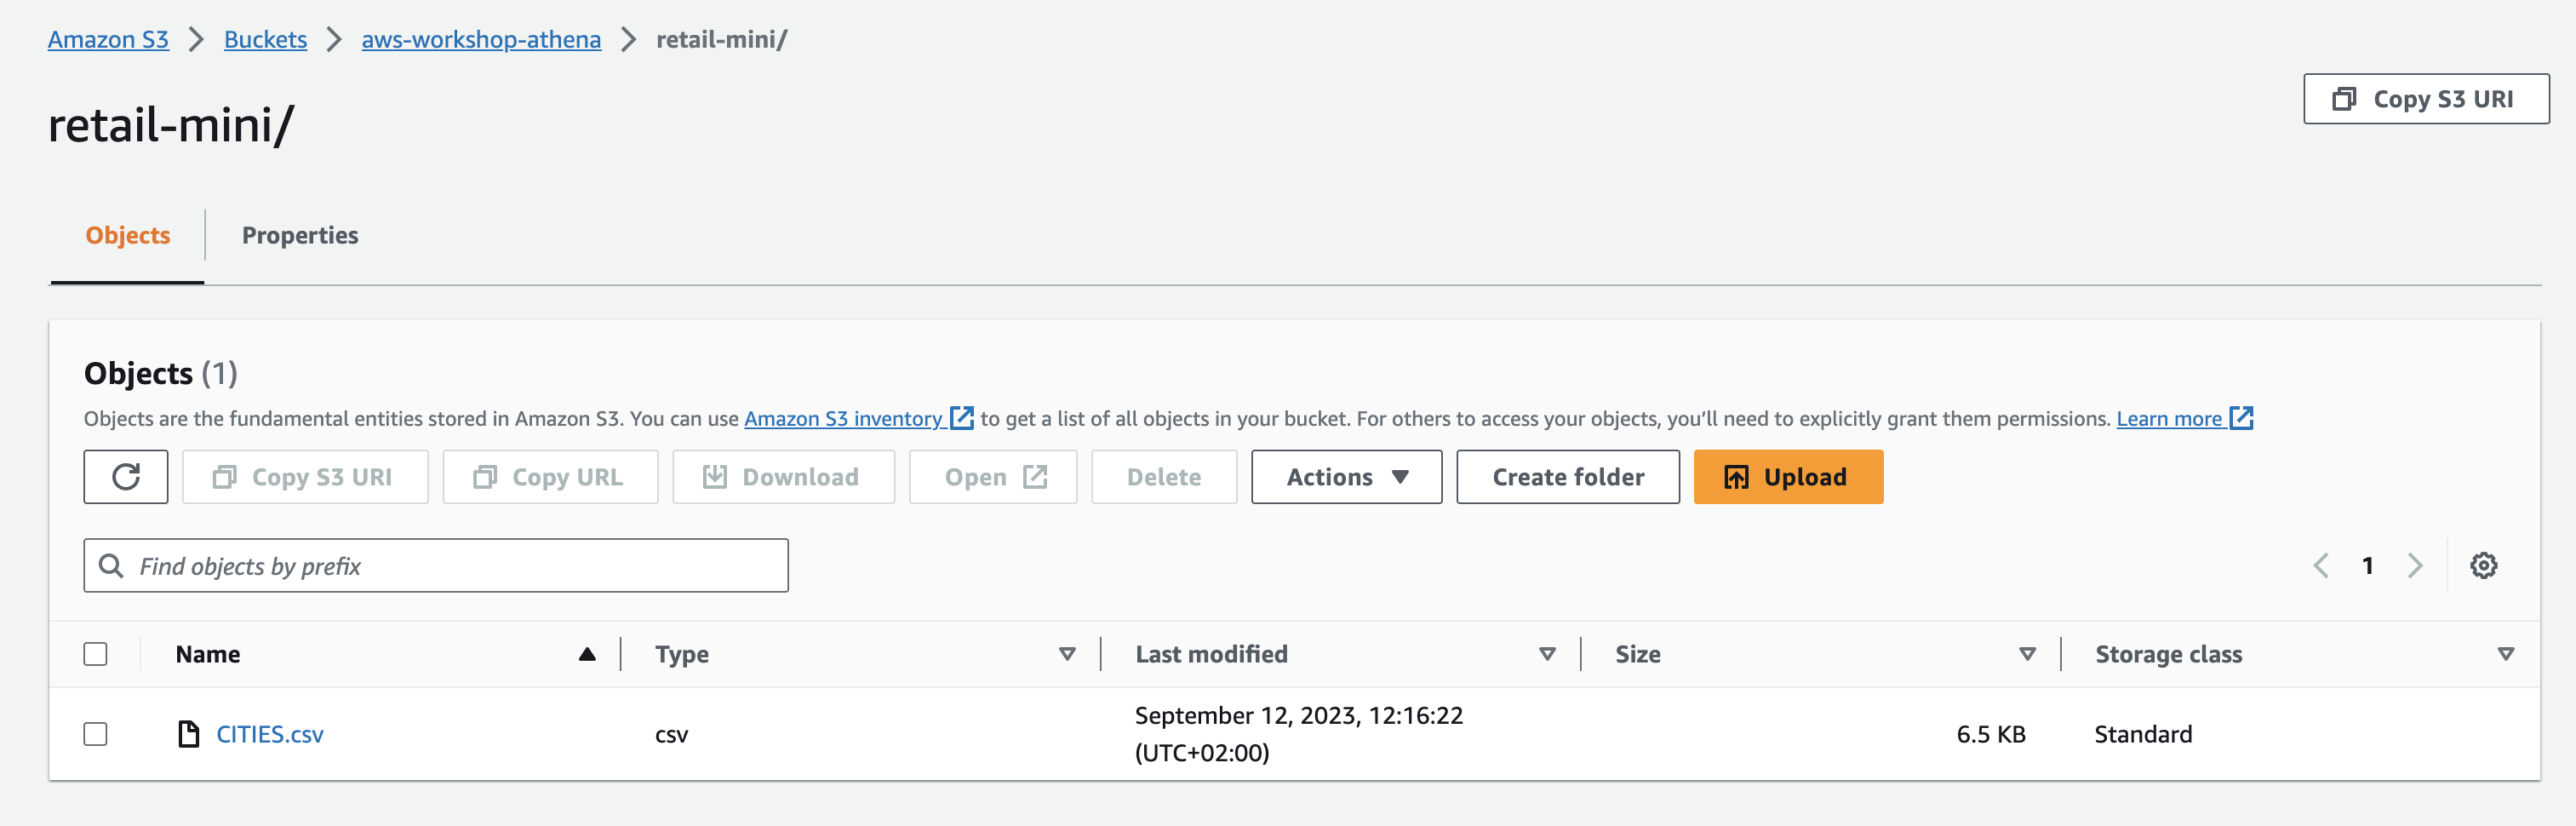 Amazon S3 > Buckets > aws-workshop-athena > retail-mini/
retail-mini/
Copy S3 URI
Objects
Properties
Objects (1)
Objects are the fundamental entities stored in Amazon S3. You can use Amazon S3 inventory to get a list of all objects in your bucket. For others to access your objects, you’ll need to explicitly grant them permissions. Learn more
Copy S3 URI Copy URL Download Open Delete Actions Create folder Upload
Find objects by prefix
1
Name Type Last modified Size Storage class
CITIES.csv csv September 12, 2023, 12:16:22 6.5 KB Standard
(UTC+02:00)